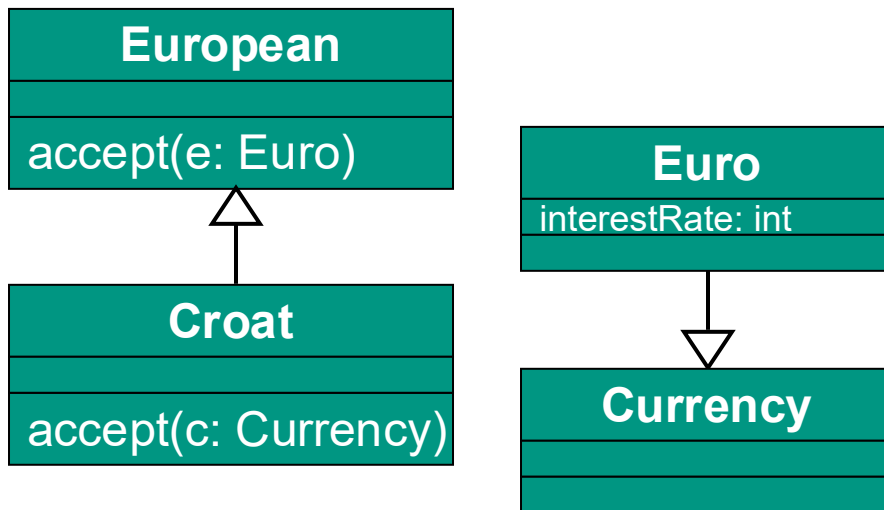 European
accept(e: Euro)
Croat
accept(c: Currency)
Euro
interestRate: int
Currency